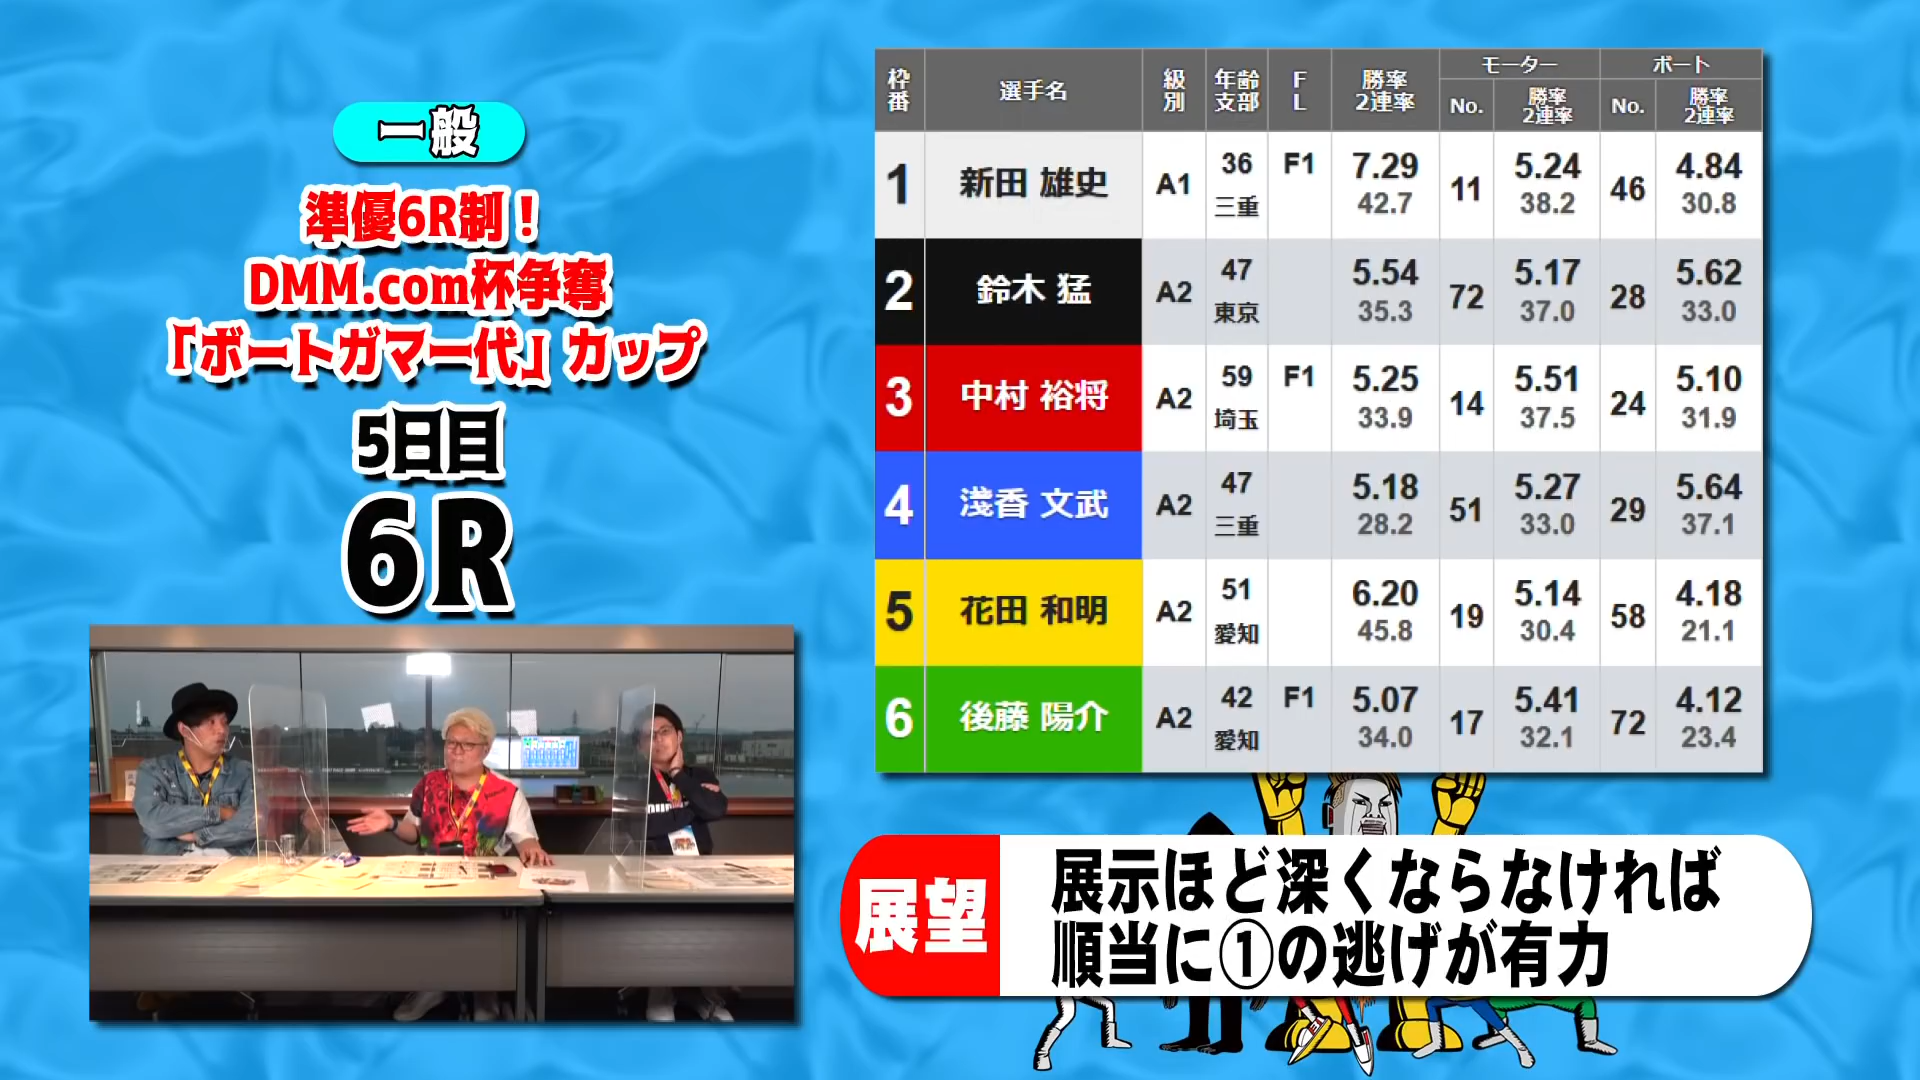 一般
準優6R制！
DMM.com杯争奪
「ボートガマ一代」カップ
5日目
6R
枠番 選手名 級別 年齢支部 FL 勝率2連率 モーター ボート
No. 勝率2連率 No. 勝率2連率
1 新田 雄史 A1 36 F1 7.29 11 5.24 46 4.84
三重 42.7 38.2 30.8
2 鈴木 猛 A2 47 5.54 72 5.17 28 5.62
東京 35.3 37.0 33.0
3 中村 裕将 A2 59 F1 5.25 14 5.51 24 5.10
埼玉 33.9 37.5 31.9
4 淺香 文武 A2 47 5.18 51 5.27 29 5.64
三重 28.2 33.0 37.1
5 花田 和明 A2 51 6.20 19 5.14 58 4.18
愛知 45.8 30.4 21.1
6 後藤 陽介 A2 42 F1 5.07 17 5.41 72 4.12
愛知 34.0 32.1 23.4
展望
展示ほど深くならなければ
順当に①の逃げが有力